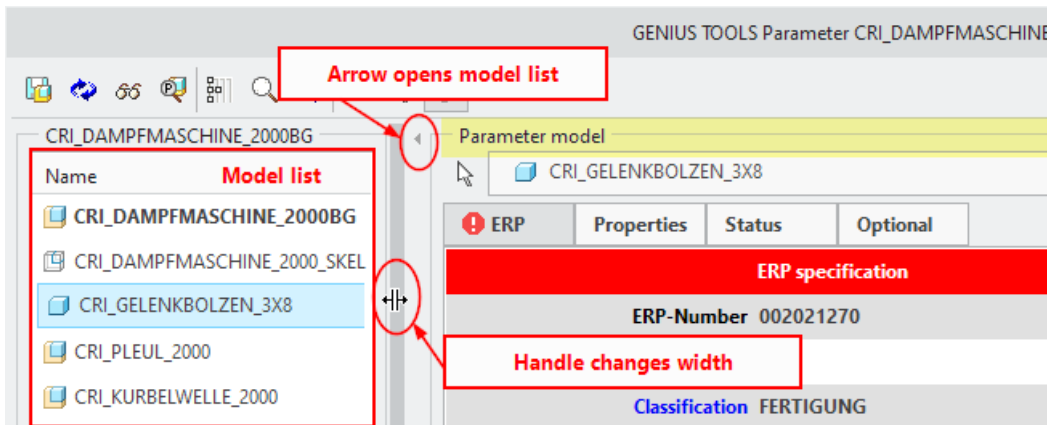 GENIUS TOOLS Parameter CRI_DAMPFMASCHINE
Arrow opens model list
CRI_DAMPFMASCHINE_2000BG
Parameter model
Name
Model list
CRI_GELENKBOLZEN_3X8
CRI_DAMPFMASCHINE_2000BG
ERP
Properties
Status
Optional
CRI_DAMPFMASCHINE_2000_SKEL
ERP specification
CRI_GELENKBOLZEN_3X8
ERP-Number 002021270
CRI_PLEUL_2000
Handle changes width
CRI_KURBELWELLE_2000
Classification FERTIGUNG